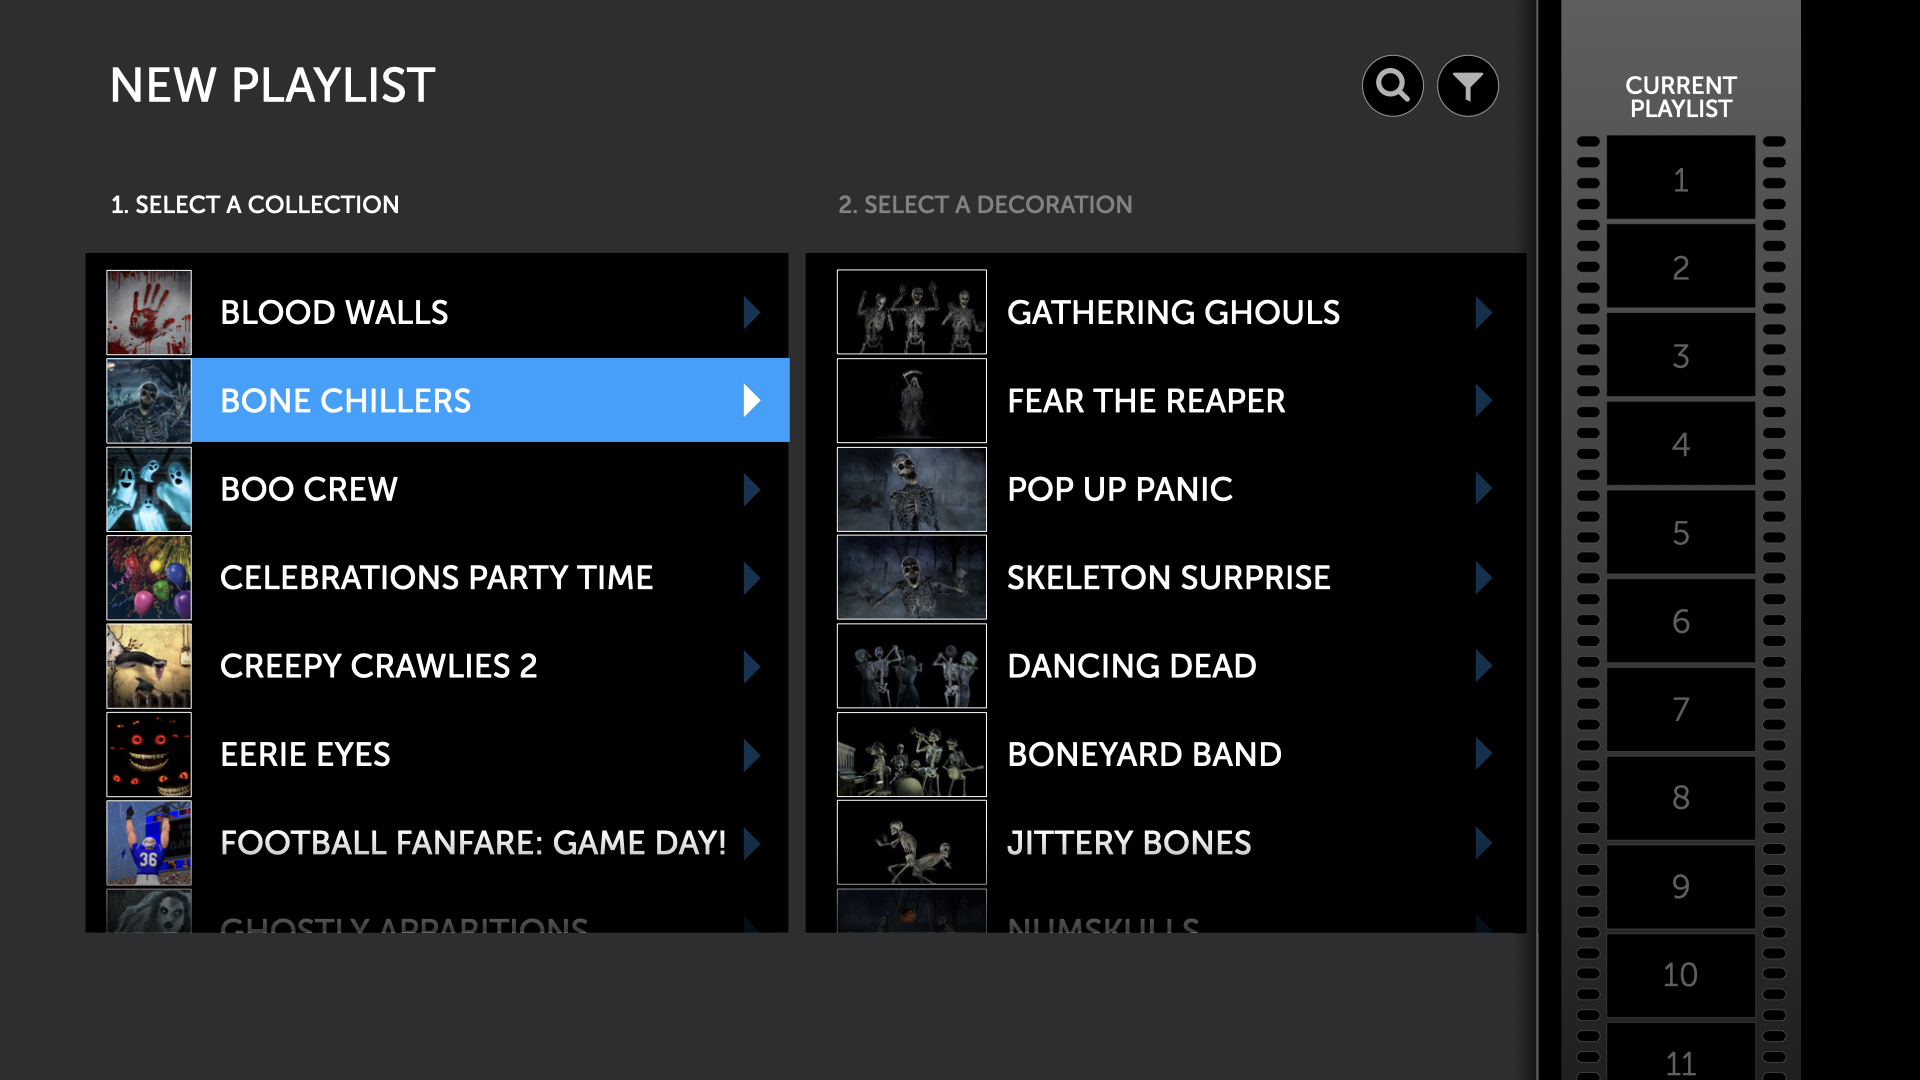 NEW PLAYLIST
1. SELECT A COLLECTION
BLOOD WALLS
BONE CHILLERS
BOO CREW
CELEBRATIONS PARTY TIME
CREEPY CRAWLIES 2
EERIE EYES
FOOTBALL FANFARE: GAME DAY!
36
GHOSTLY APPARITIONS
2. SELECT A DECORATION
GATHERING GHOULS
FEAR THE REAPER
POP UP PANIC
SKELETON SURPRISE
DANCING DEAD
BONEYARD BAND
JITTERY BONES
NUMSKULLS
CURRENT
PLAYLIST
1
2
3
4
5
6
7
8
9
10
11